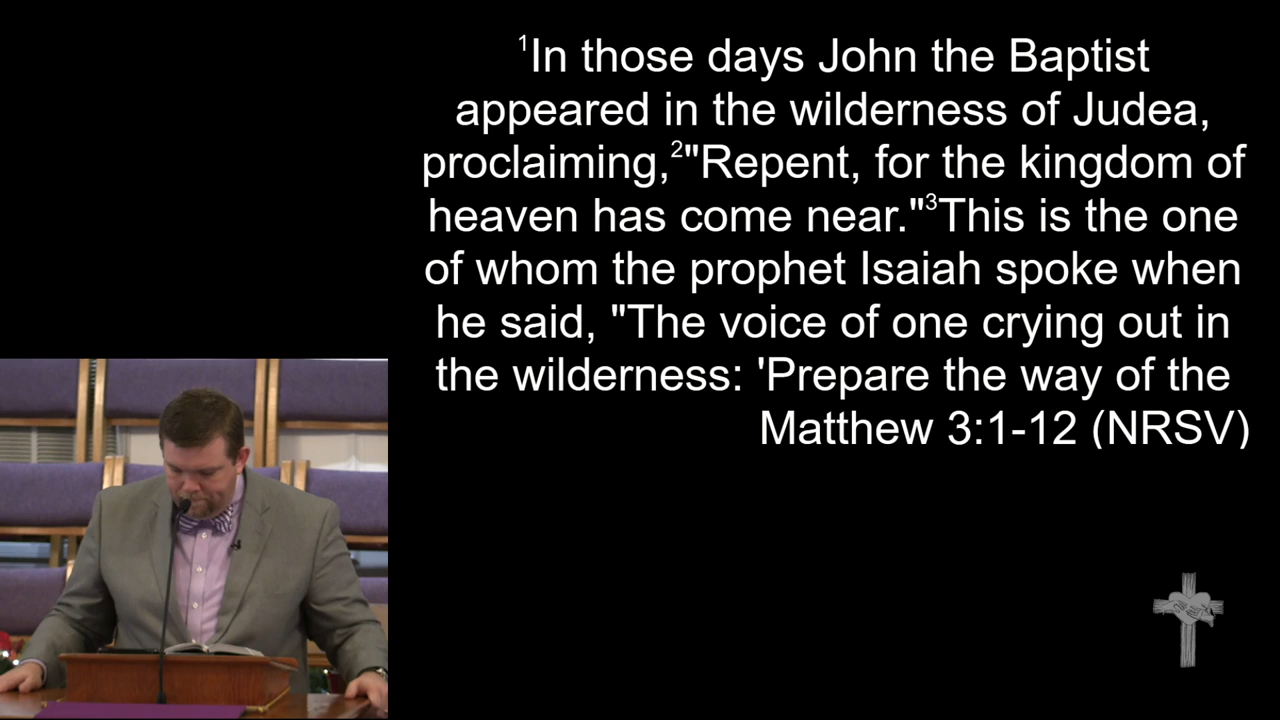 ¹In those days John the Baptist
appeared in the wilderness of Judea,
proclaiming,²"Repent, for the kingdom of
heaven has come near."³This is the one
of whom the prophet Isaiah spoke when
he said, "The voice of one crying out in
the wilderness: 'Prepare the way of the
Matthew 3:1-12 (NRSV)